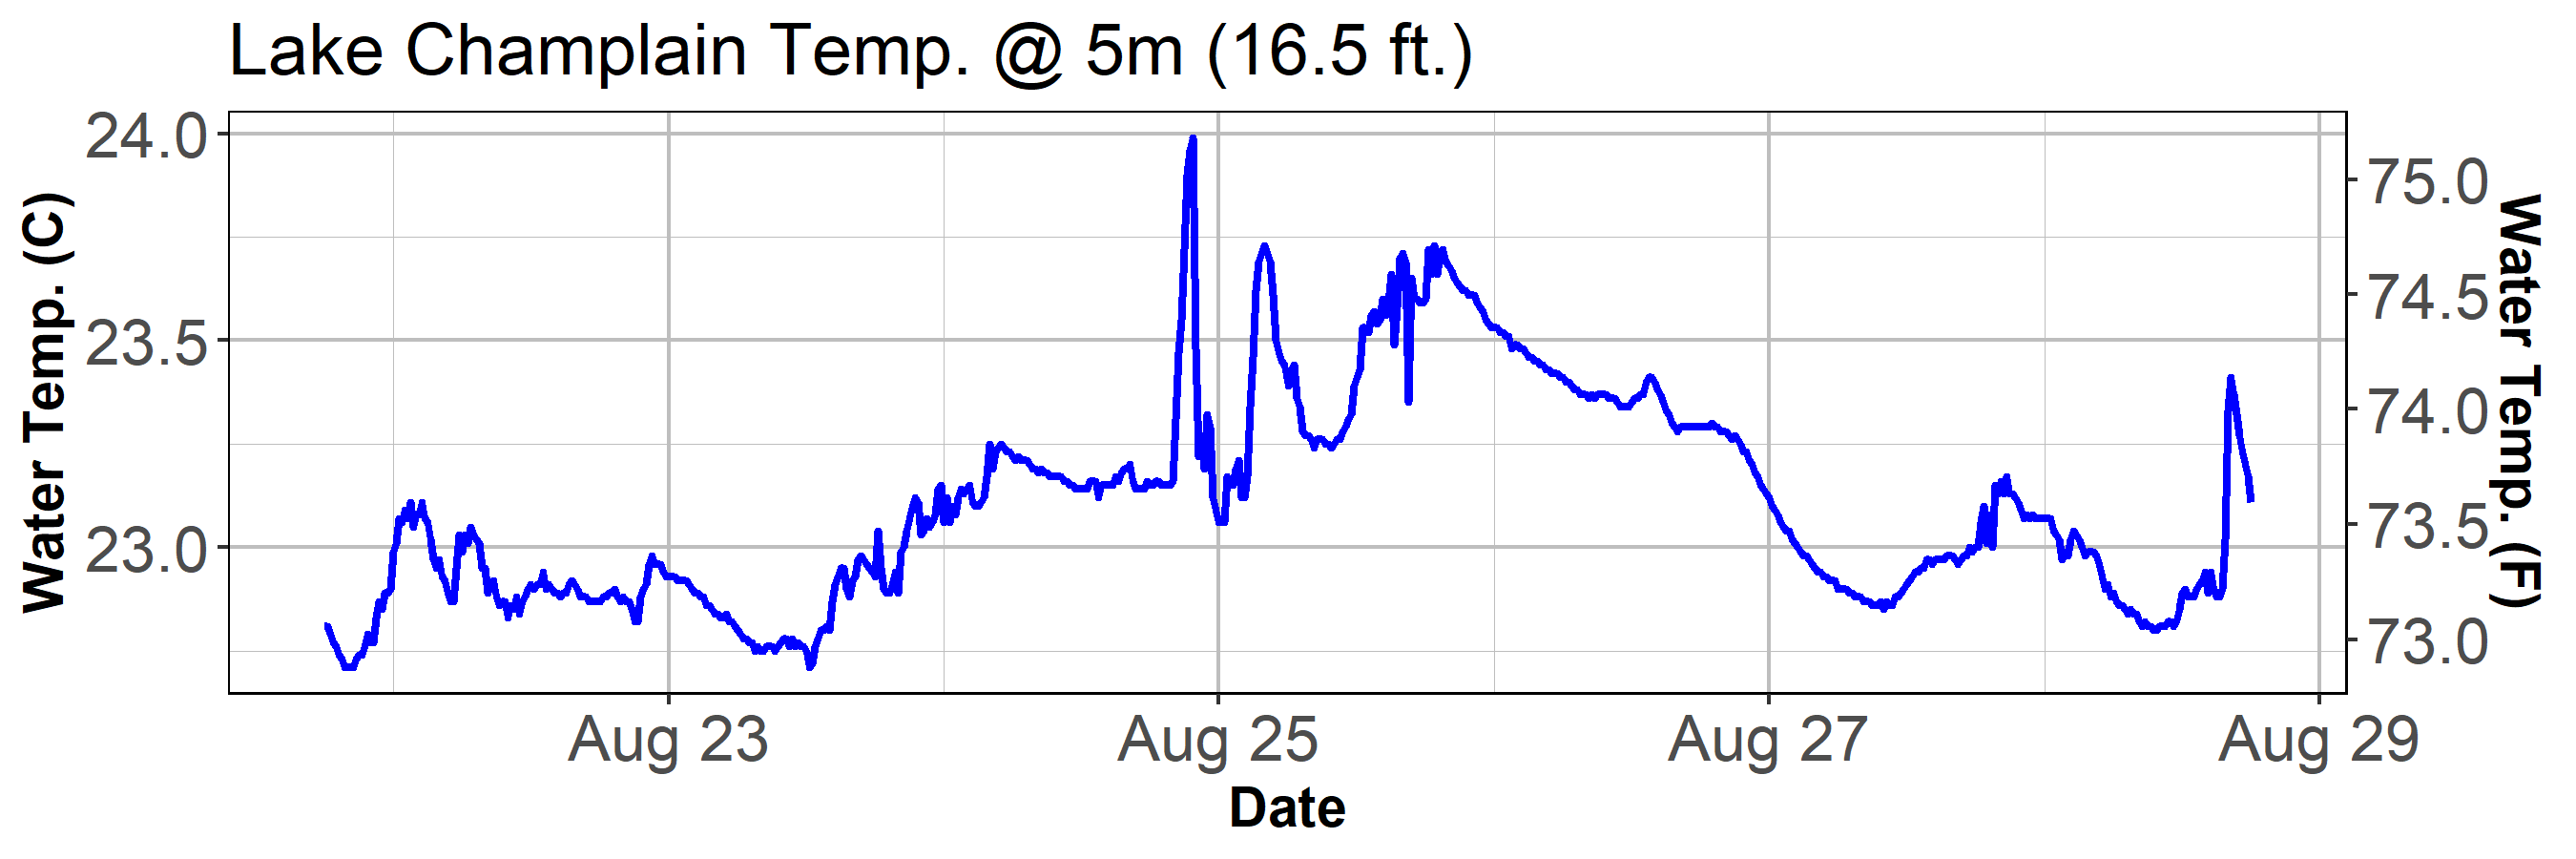 Lake Champlain Temp. @ 5m (16.5 ft.)
Water Temp. (C)
24.0
23.5
23.0
75.0
74.5
74.0
73.5
73.0
Water Temp. (F)
Aug 23 Aug 25 Aug 27 Aug 29
Date